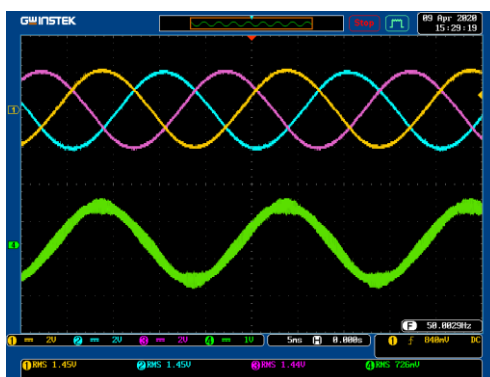 GWINSTEK Stop 09 Apr 2020
15:29:19
1
4
F 50.0029Hz
1 2V 2 2V 3 2V 4 1V 5ms H 0.000s 1 840mV DC
1 RMS 1.45V 2 RMS 1.45V 3 RMS 1.44V 4 RMS 726mV